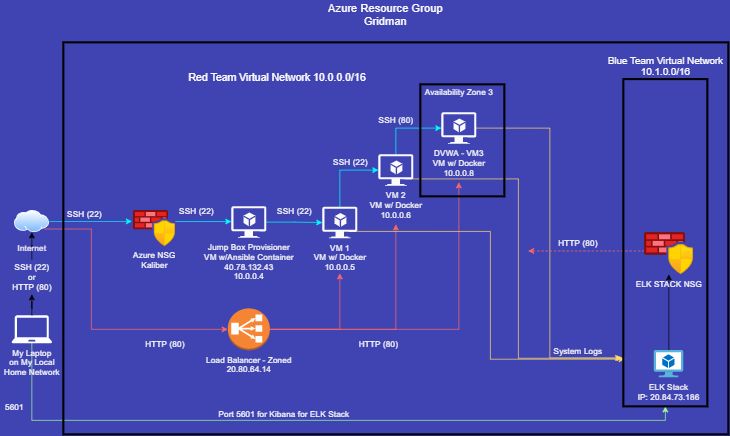 Azure Resource Group
Gridman
Blue Team Virtual Network
10.1.0.0/16
Red Team Virtual Network 10.0.0.0/16
Availability Zone 3
SSH (80)
DVWA - VM3
VM w/ Docker
10.0.0.8
SSH (22)
VM 2
VM w/ Docker
10.0.0.6
SSH (22)
SSH (22)
SSH (22)
Internet
Azure NSG
Kaliber
Jump Box Provisioner
VM w/Ansible Container
40.78.132.43
10.0.0.4
VM 1
VM w/ Docker
10.0.0.5
HTTP (80)
ELK STACK NSG
SSH (22)
or
HTTP (80)
My Laptop
on My Local
Home Network
HTTP (80)
Load Balancer - Zoned
20.80.64.14
HTTP (80)
System Logs
ELK Stack
IP: 20.84.73.186
5601
Port 5601 for Kibana for ELK Stack